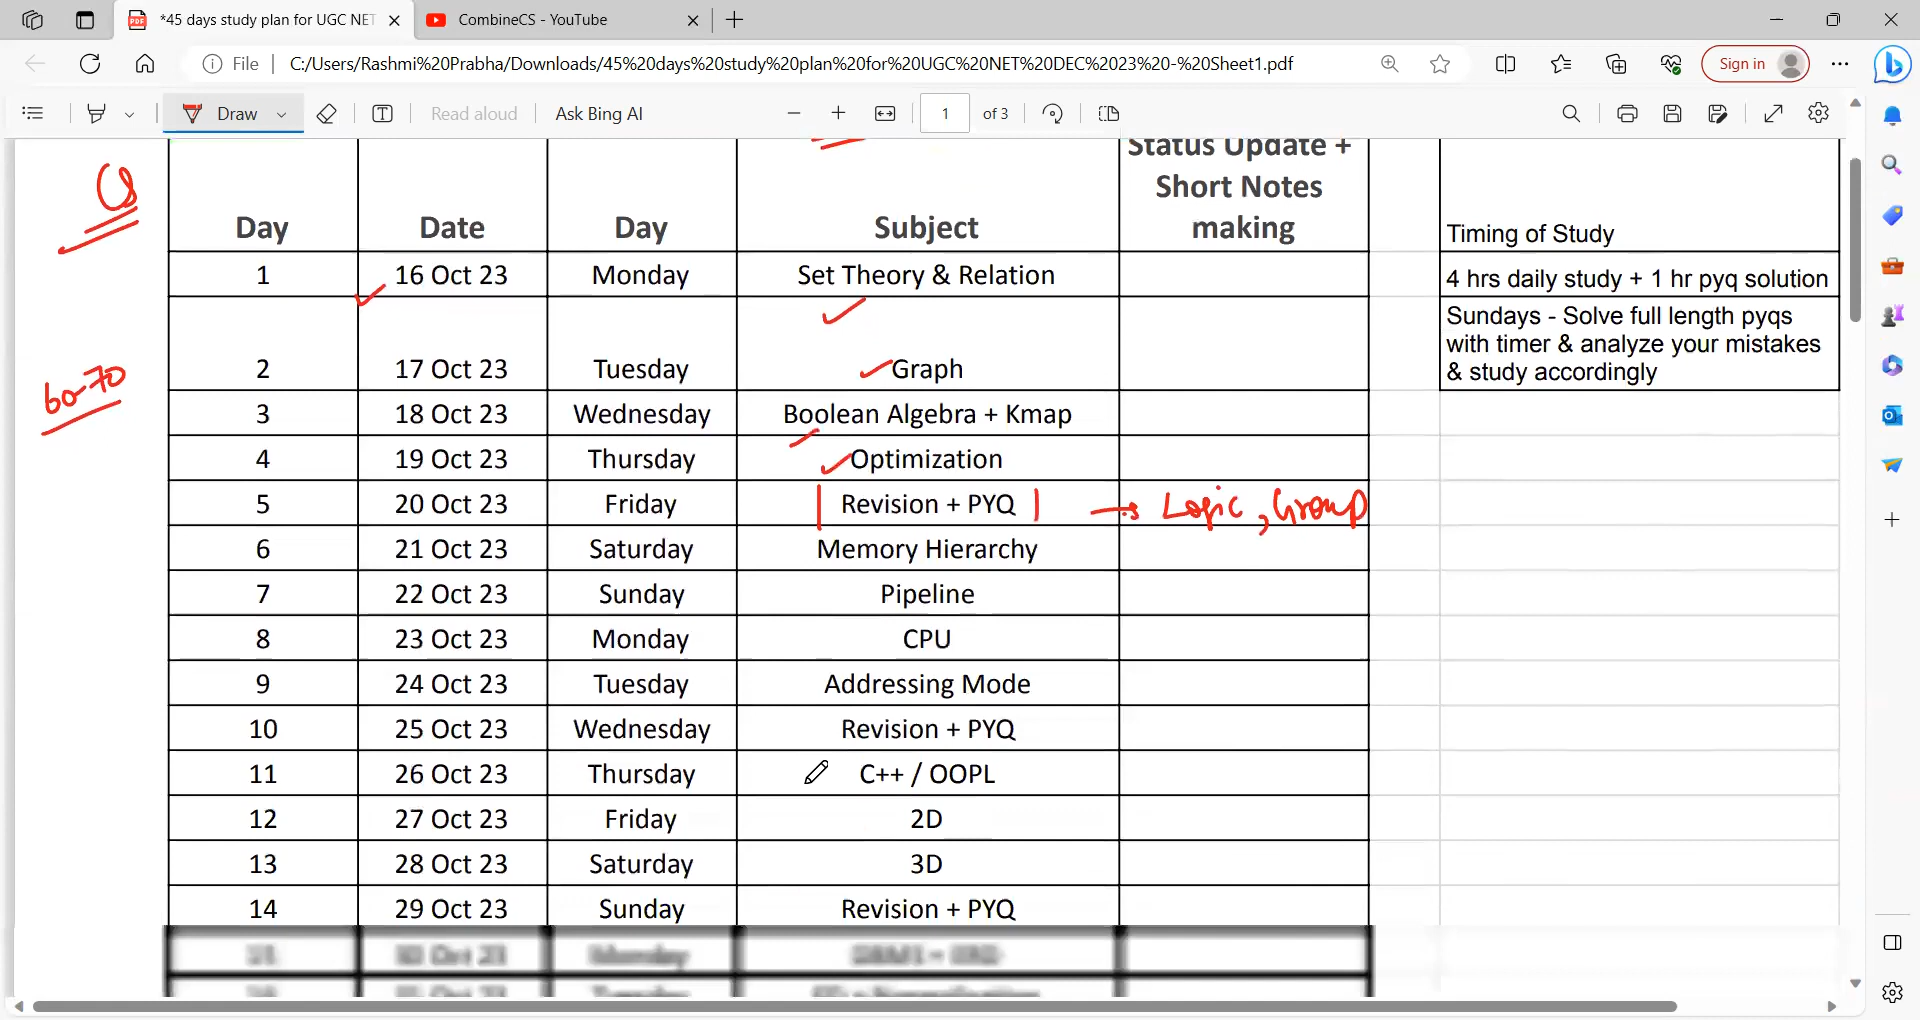 *45 days study plan for UGC NET
CombineCS - YouTube
File
C:/Users/Rashmi%20Prabha/Downloads/45%20days%20study%20plan%20for%20UGC%20NET%20DEC%202023%20-%20Sheet1.pdf
Sign in
Draw
Read aloud
Ask Bing AI
1 of 3
CS
60-70
Day Date Day Subject Status Update + Short Notes making
Timing of Study
1 16 Oct 23 Monday Set Theory & Relation
4 hrs daily study + 1 hr pyq solution
Sundays - Solve full length pyqs
with timer & analyze your mistakes
& study accordingly
2 17 Oct 23 Tuesday Graph
3 18 Oct 23 Wednesday Boolean Algebra + Kmap
4 19 Oct 23 Thursday Optimization
5 20 Oct 23 Friday Revision + PYQ → Logic, Group
6 21 Oct 23 Saturday Memory Hierarchy
7 22 Oct 23 Sunday Pipeline
8 23 Oct 23 Monday CPU
9 24 Oct 23 Tuesday Addressing Mode
10 25 Oct 23 Wednesday Revision + PYQ
11 26 Oct 23 Thursday C++ / OOPL
12 27 Oct 23 Friday 2D
13 28 Oct 23 Saturday 3D
14 29 Oct 23 Sunday Revision + PYQ